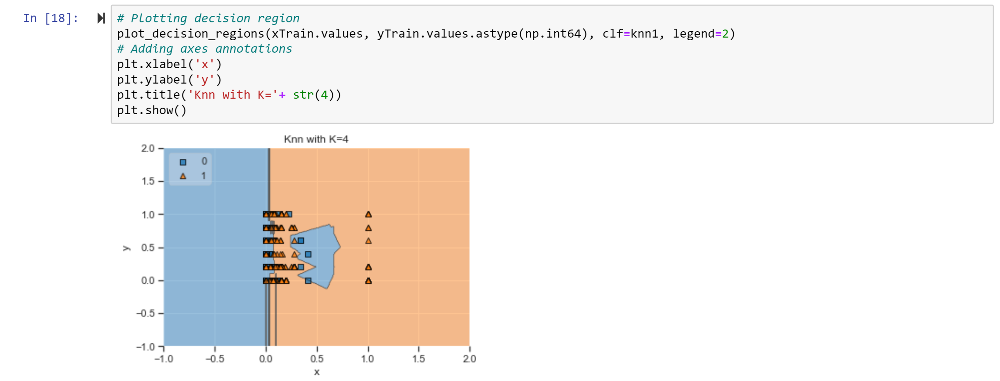 In [18]:
# Plotting decision region
plot_decision_regions(xTrain.values, yTrain.values.astype(np.int64), clf=knn1, legend=2)
# Adding axes annotations
plt.xlabel('x')
plt.ylabel('y')
plt.title('Knn with K='+ str(4))
plt.show()
Knn with K=4
2.0
0
1
1.5
1.0
0.5
y
0.0
−0.5
−1.0
−1.0 −0.5 0.0 0.5 1.0 1.5 2.0
x